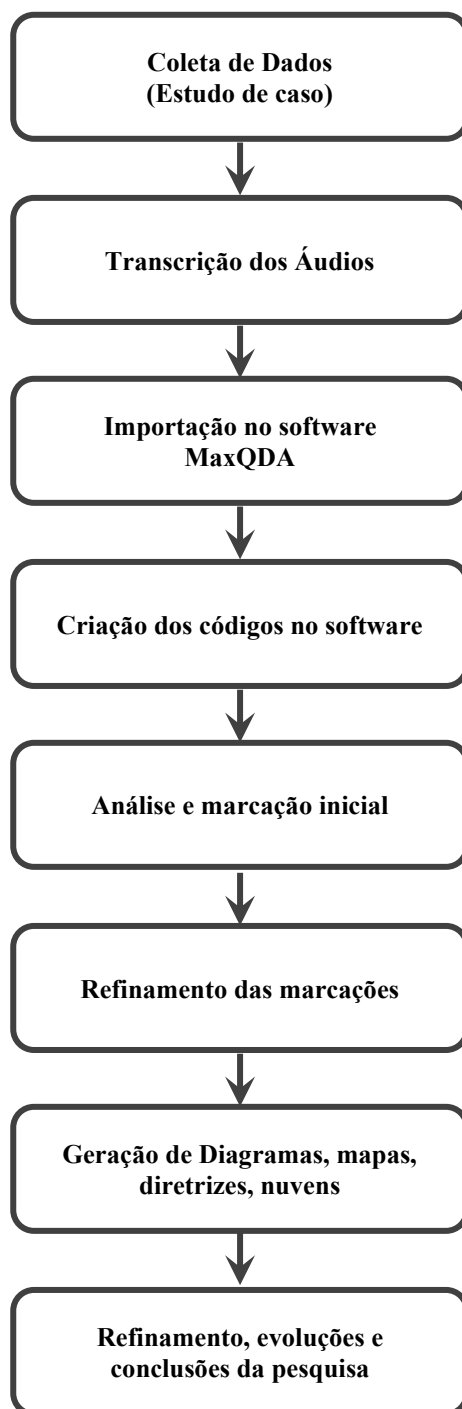 Coleta de Dados
(Estudo de caso)
Transcrição dos Áudios
Importação no software
MaxQDA
Criação dos códigos no software
Análise e marcação inicial
Refinamento das marcações
Geração de Diagramas, mapas,
diretrizes, nuvens
Refinamento, evoluções e
conclusões da pesquisa